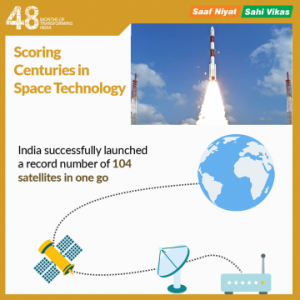 48 MONTHS OF
TRANSFORMING
INDIA
Saaf Niyat Sahi Vikas
Scoring
Centuries in
Space Technology
India successfully launched
a record number of 104
satellites in one go